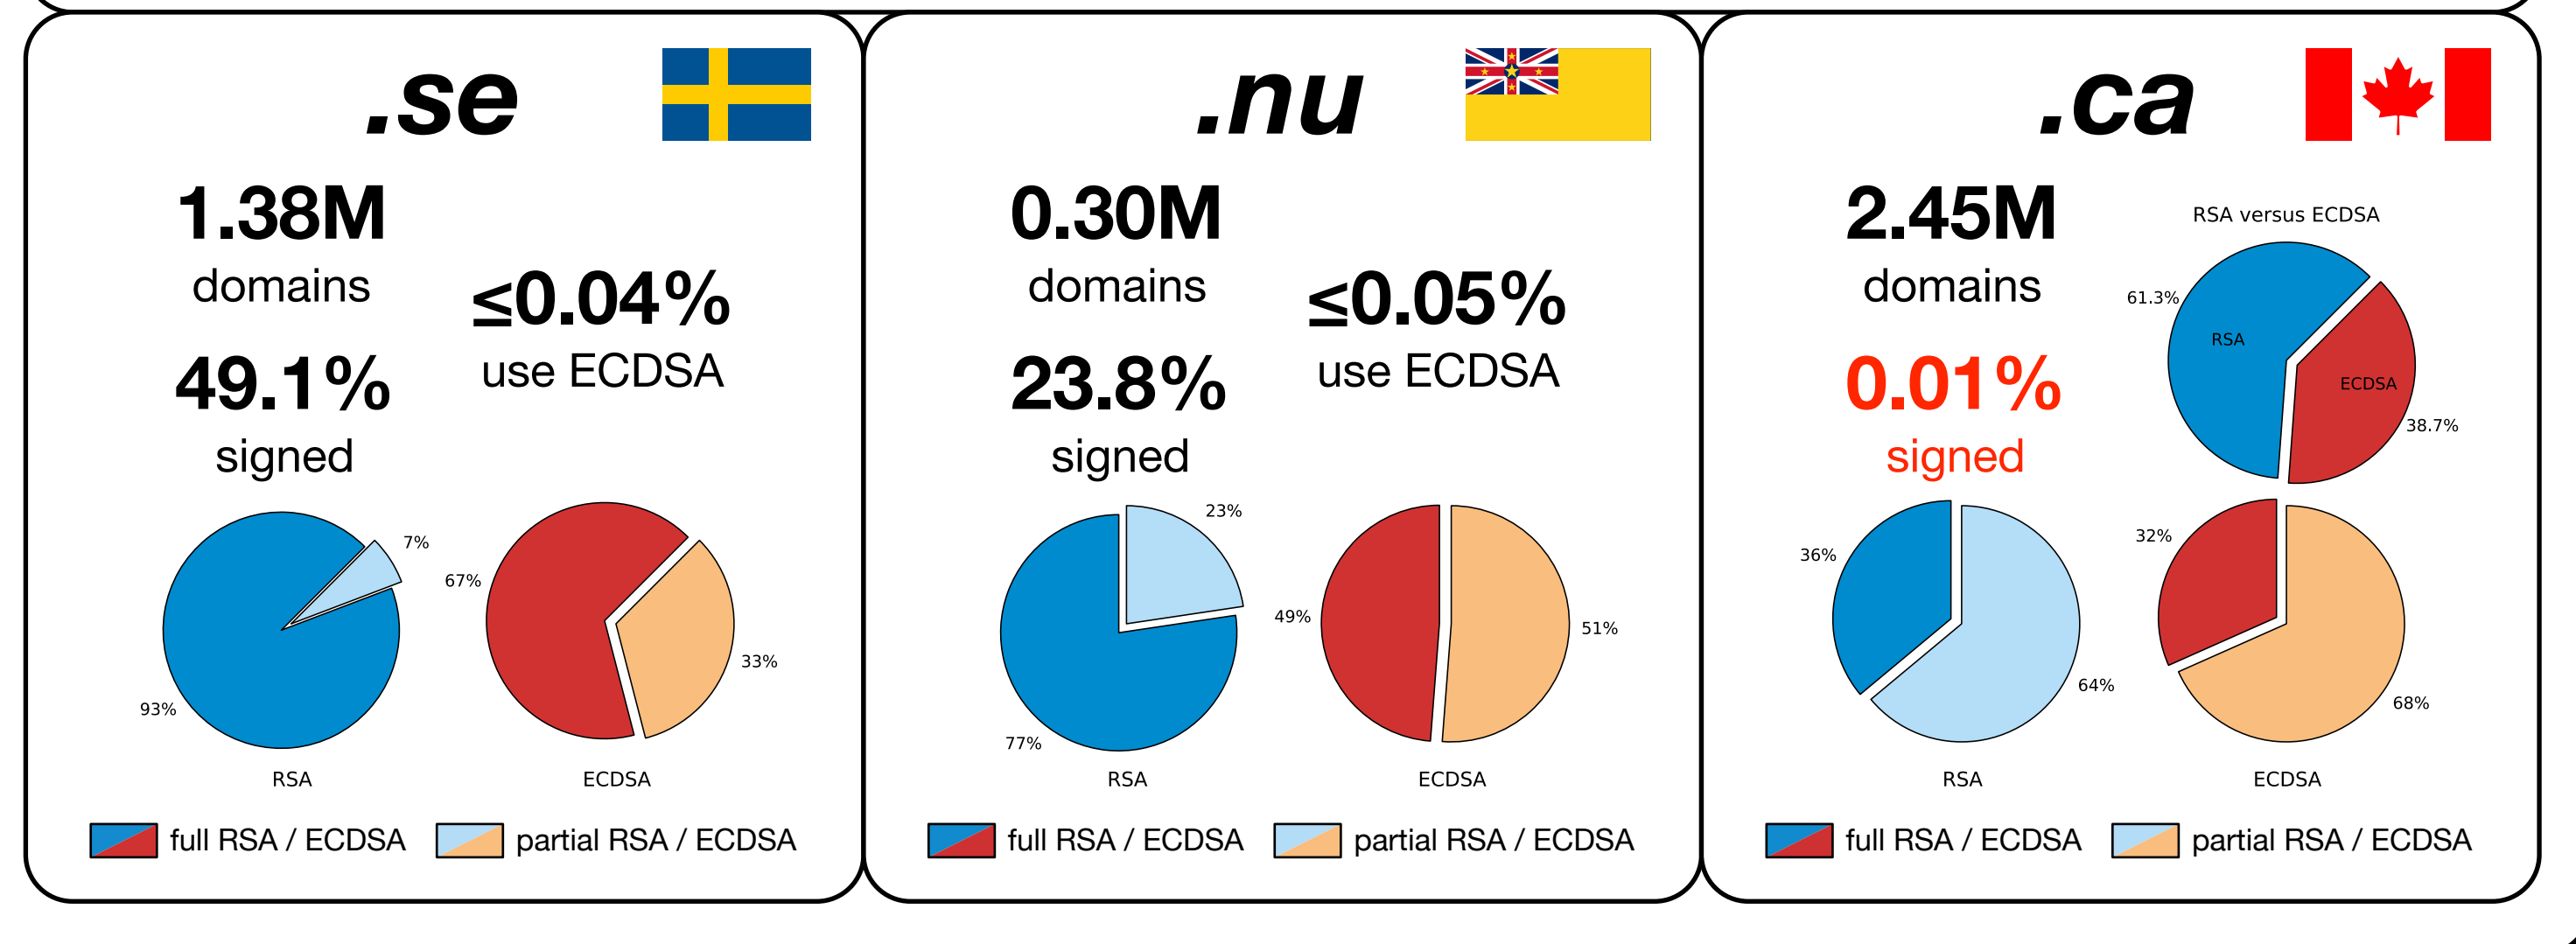 .se
1.38M
domains
≤0.04%
use ECDSA
49.1%
signed
7%
93%
RSA
67%
33%
ECDSA
full RSA / ECDSA
partial RSA / ECDSA
.nu
0.30M
domains
≤0.05%
use ECDSA
23.8%
signed
23%
77%
RSA
49%
51%
ECDSA
full RSA / ECDSA
partial RSA / ECDSA
.ca
2.45M
domains
0.01%
signed
RSA versus ECDSA
61.3%
RSA
ECDSA
38.7%
36%
64%
RSA
32%
68%
ECDSA
full RSA / ECDSA
partial RSA / ECDSA